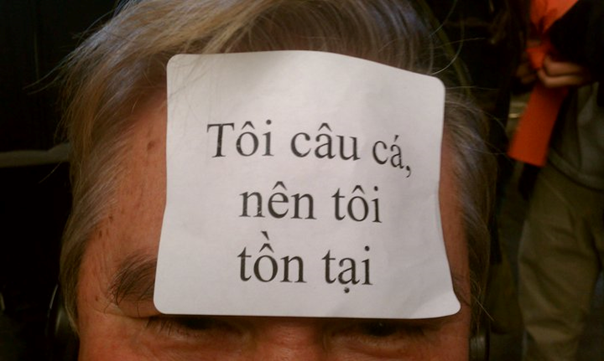 Tôi câu cá,
nên tôi
tồn tại